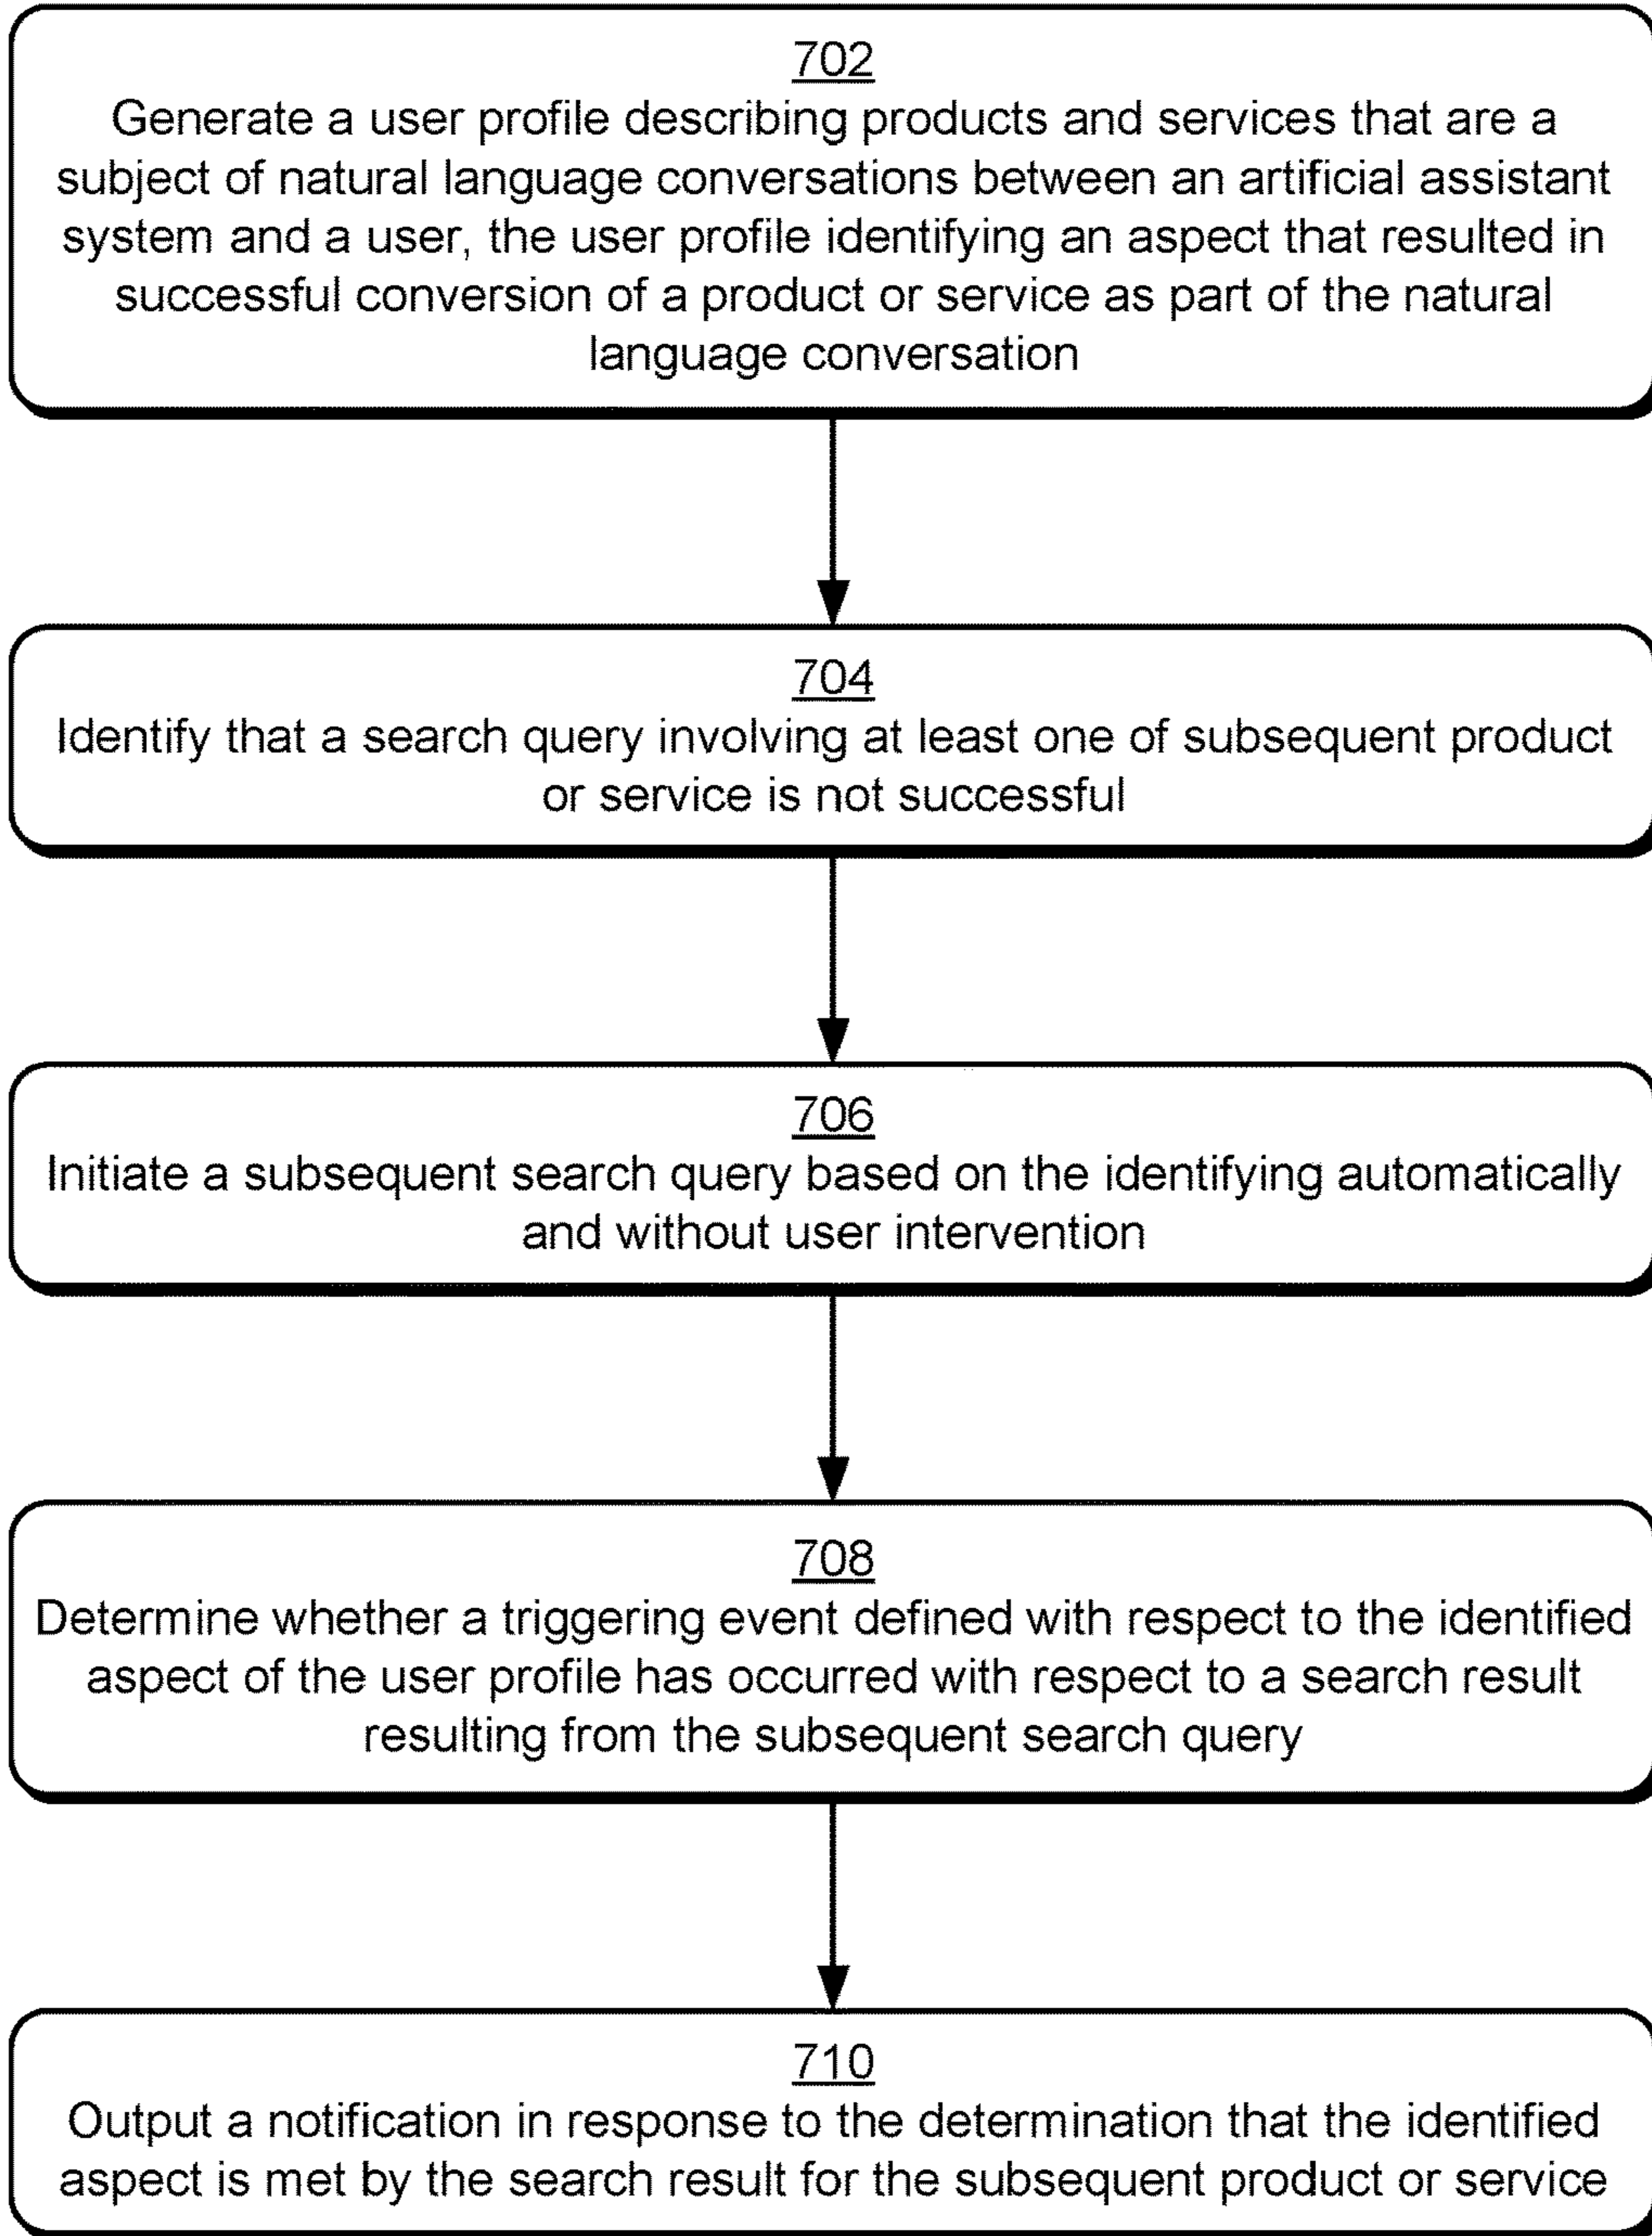 702
Generate a user profile describing products and services that are a
subject of natural language conversations between an artificial assistant
system and a user, the user profile identifying an aspect that resulted in
successful conversion of a product or service as part of the natural
language conversation
704
Identify that a search query involving at least one of subsequent product
or service is not successful
706
Initiate a subsequent search query based on the identifying automatically
and without user intervention
708
Determine whether a triggering event defined with respect to the identified
aspect of the user profile has occurred with respect to a search result
resulting from the subsequent search query
710
Output a notification in response to the determination that the identified
aspect is met by the search result for the subsequent product or service